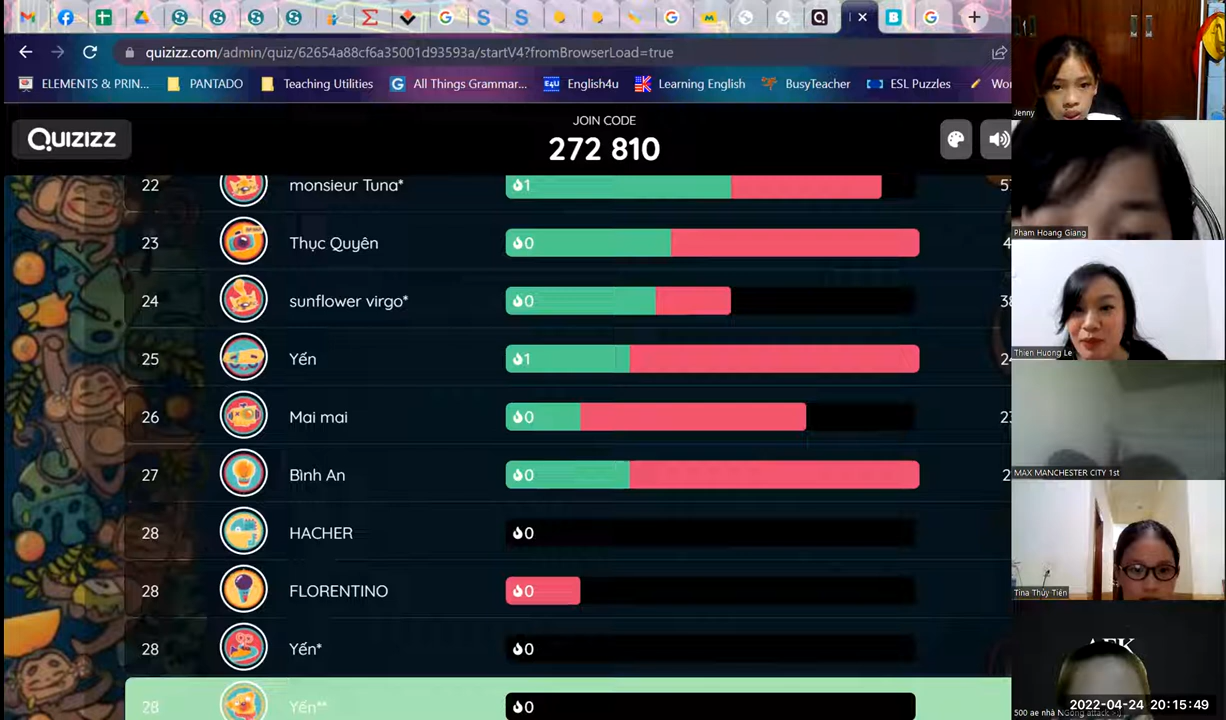 quizizz.com/admin/quiz/62654a88cf6a35001d93593a/startV4?fromBrowserLoad=true
ELEMENTS & PRIN... PANTADO Teaching Utilities All Things Grammar... English4u Learning English BusyTeacher ESL Puzzles
Quizizz
JOIN CODE
272 810
22 monsieur Tuna* 1
23 Thục Quyên 0
24 sunflower virgo* 0
25 Yến 1
26 Mai mai 0
27 Bình An 0
28 HACHER 0
28 FLORENTINO 0
28 Yến* 0
28 Yến** 0
Jenny
Pham Hoang Giang
Thien Huong Le
MAX MANCHESTER CITY 1st
Tina Thủy Tiên
2022-04-24 20:15:49